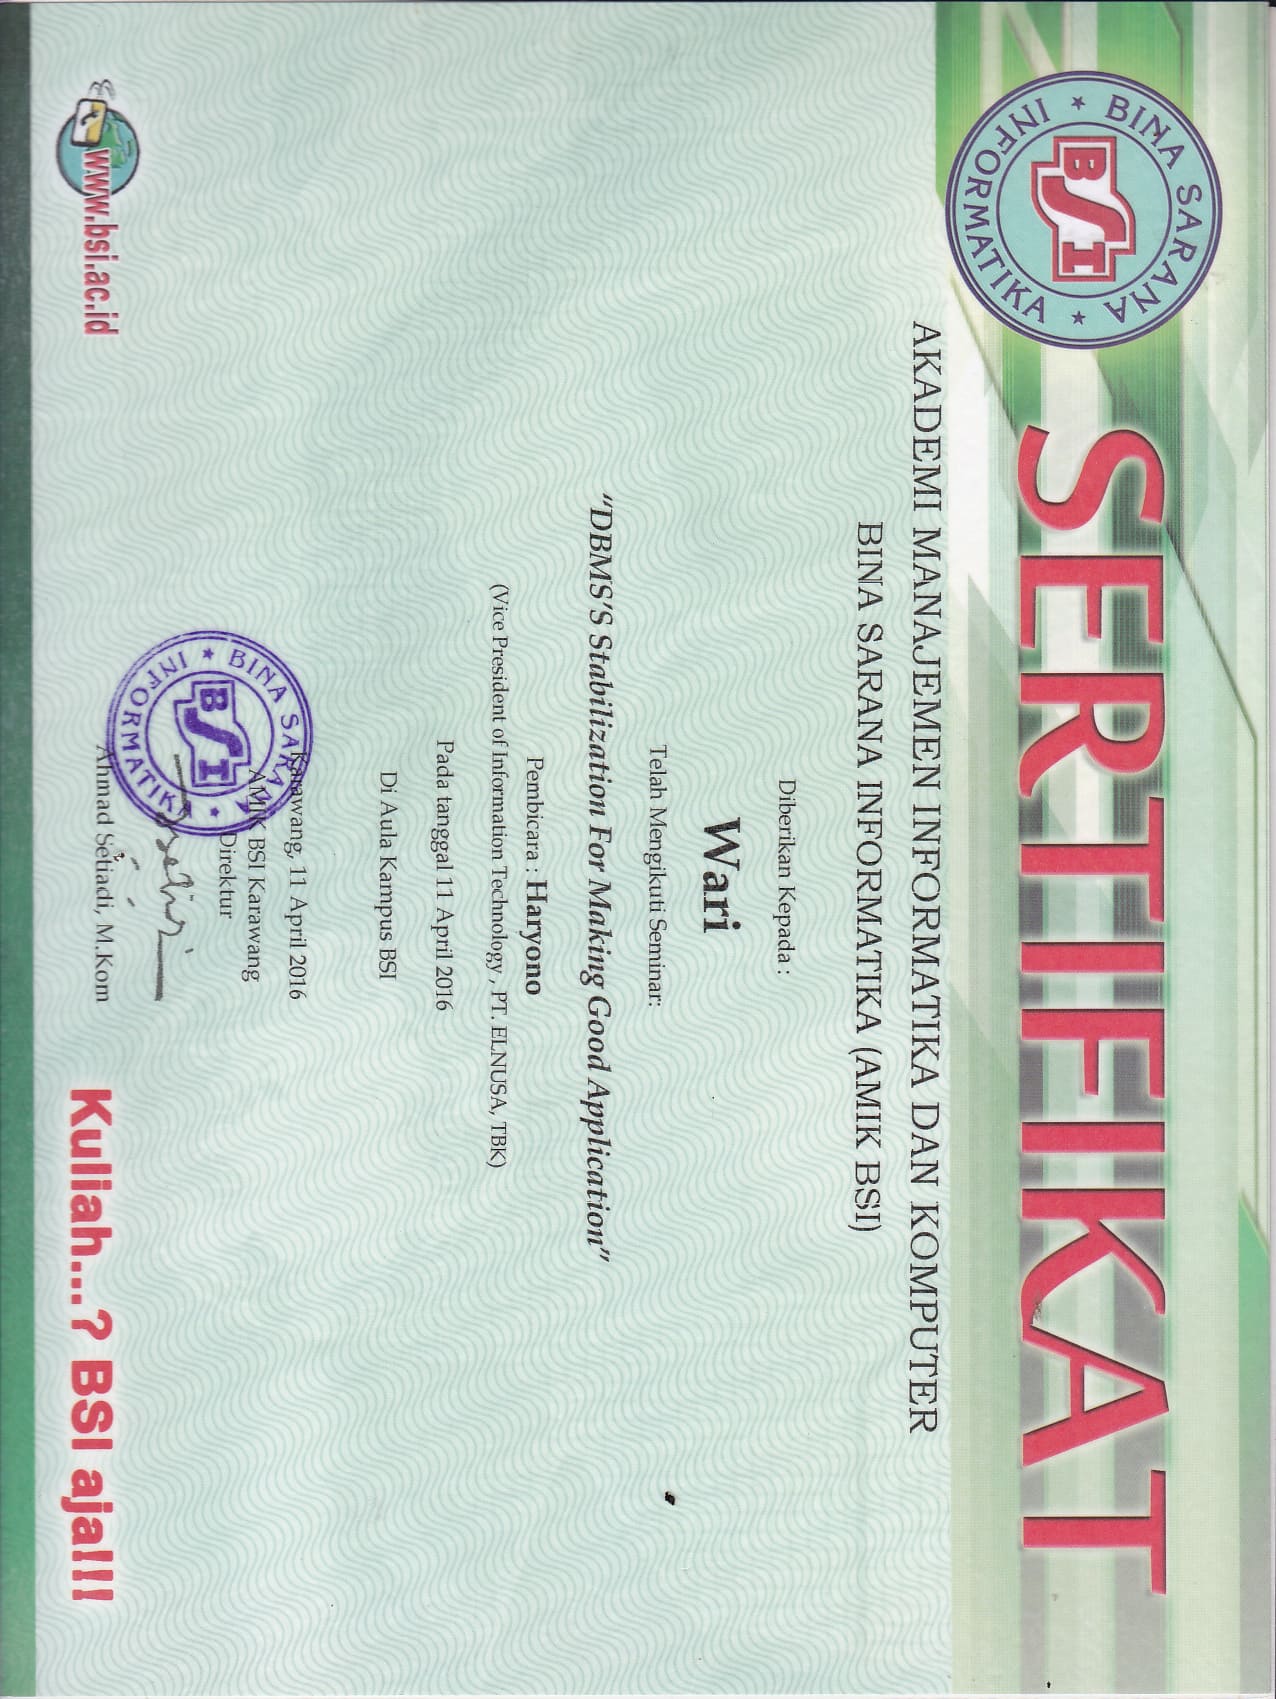 BINA SARANA
BSI
INFORMATIKA
SERTIFIKAT
AKADEMI MANAJEMEN INFORMATIKA DAN KOMPUTER
BINA SARANA INFORMATIKA (AMIK BSI)
Diberikan Kepada :
Wari
Telah Mengikuti Seminar:
“DBMS’S Stabilization For Making Good Application”
Pembicara : Haryono
(Vice President of Information Technology , PT. ELNUSA, TBK)
Pada tanggal 11 April 2016
Di Aula Kampus BSI
Karawang, 11 April 2016
AMIK BSI Karawang
Direktur
BINA SARANA
BSI
INFORMATIKA
Ahmad Setiadi, M.Kom
www.bsi.ac.id
Kuliah...? BSI aja!!!